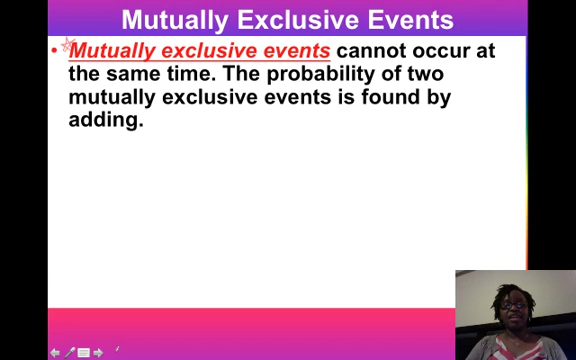 Mutually Exclusive Events
• Mutually exclusive events cannot occur at
the same time. The probability of two
mutually exclusive events is found by
adding.